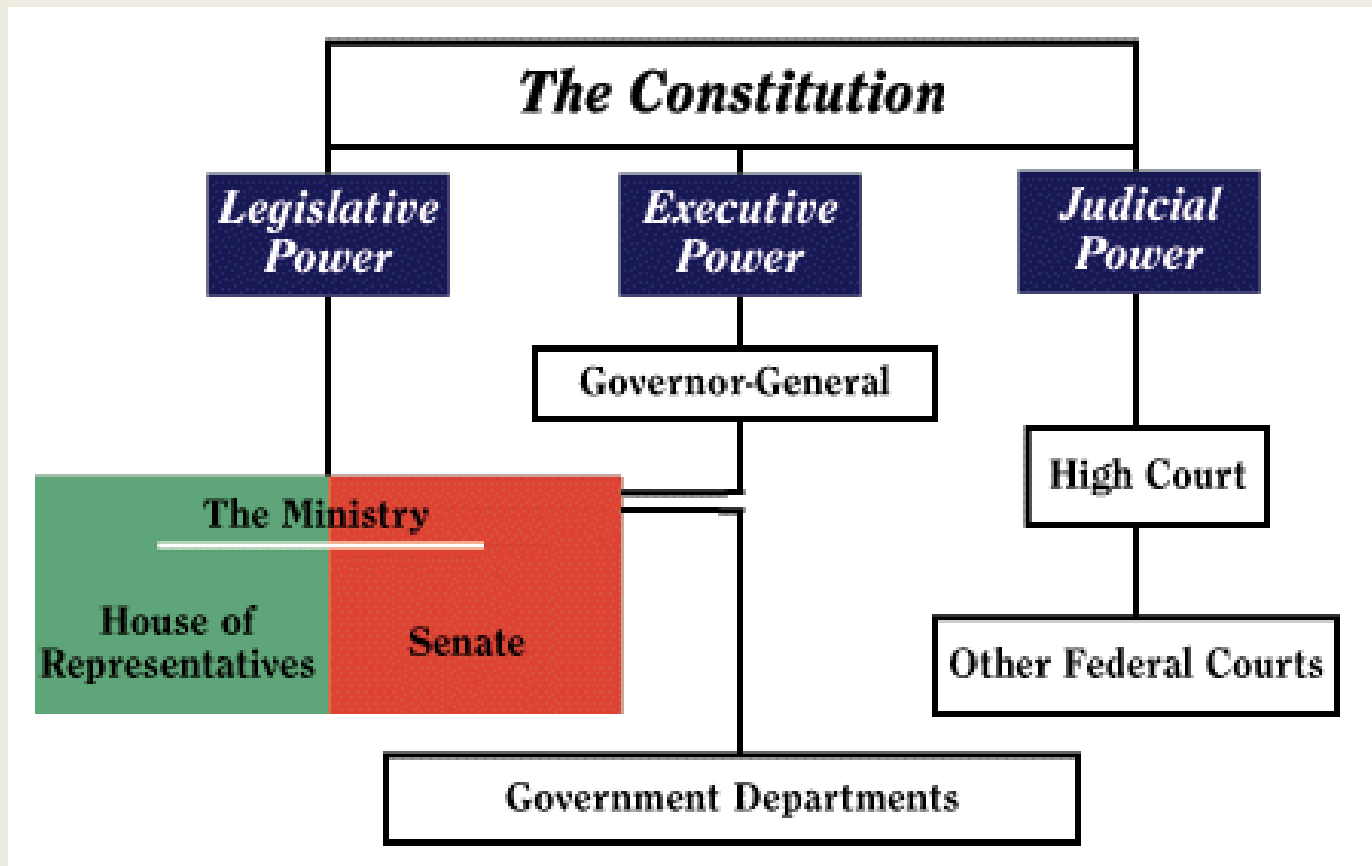 The Constitution
Legislative
Power
Executive
Power
Judicial
Power
Governor-General
High Court
The Ministry
House of
Representatives
Senate
Other Federal Courts
Government Departments